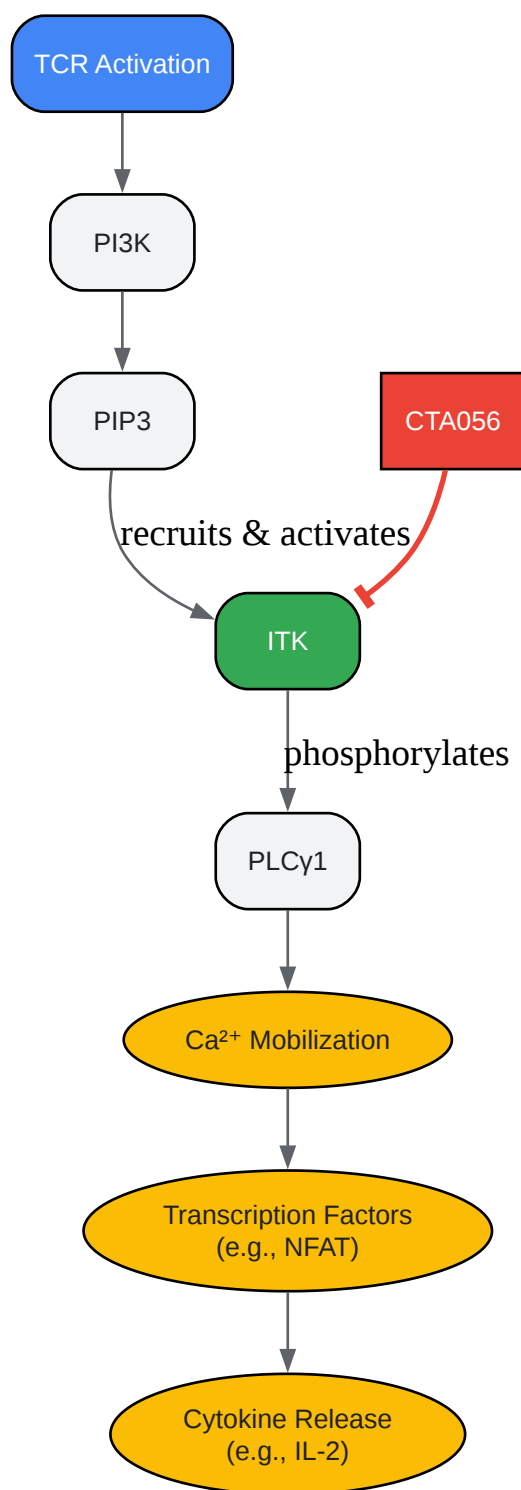 TCR Activation
PI3K
PIP3
CTA056
recruits & activates
ITK
phosphorylates
PLCγ1
Ca²⁺ Mobilization
Transcription Factors
(e.g., NFAT)
Cytokine Release
(e.g., IL-2)